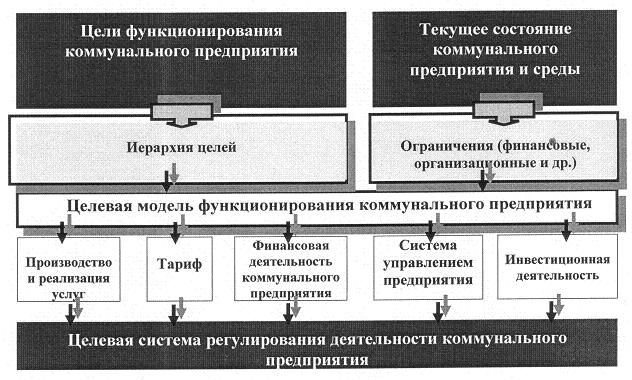 Цели функционирования
коммунального предприятия
Текущее состояние
коммунального
предприятия и среды
Иерархия целей
Ограничения (финансовые,
организационные и др.)
Целевая модель функционирования коммунального предприятия
Производство
и реализация
услуг
Тариф
Финансовая
деятельность
коммунального
предприятия
Система
управлением
предприятия
Инвестиционная
деятельность
Целевая система регулирования деятельности коммунального
предприятия